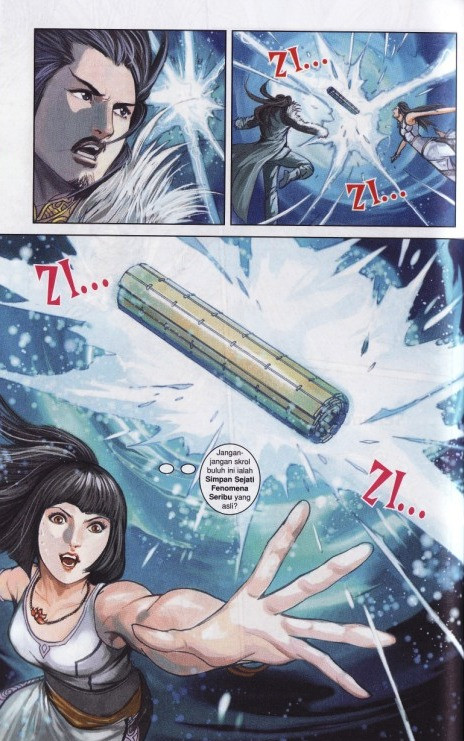 ZI...
ZI...
ZI...
Jangan-
jangan skrol
buluh ini ialah
Simpan Sejati
Fenomena
Seribu yang
asli?
ZI...